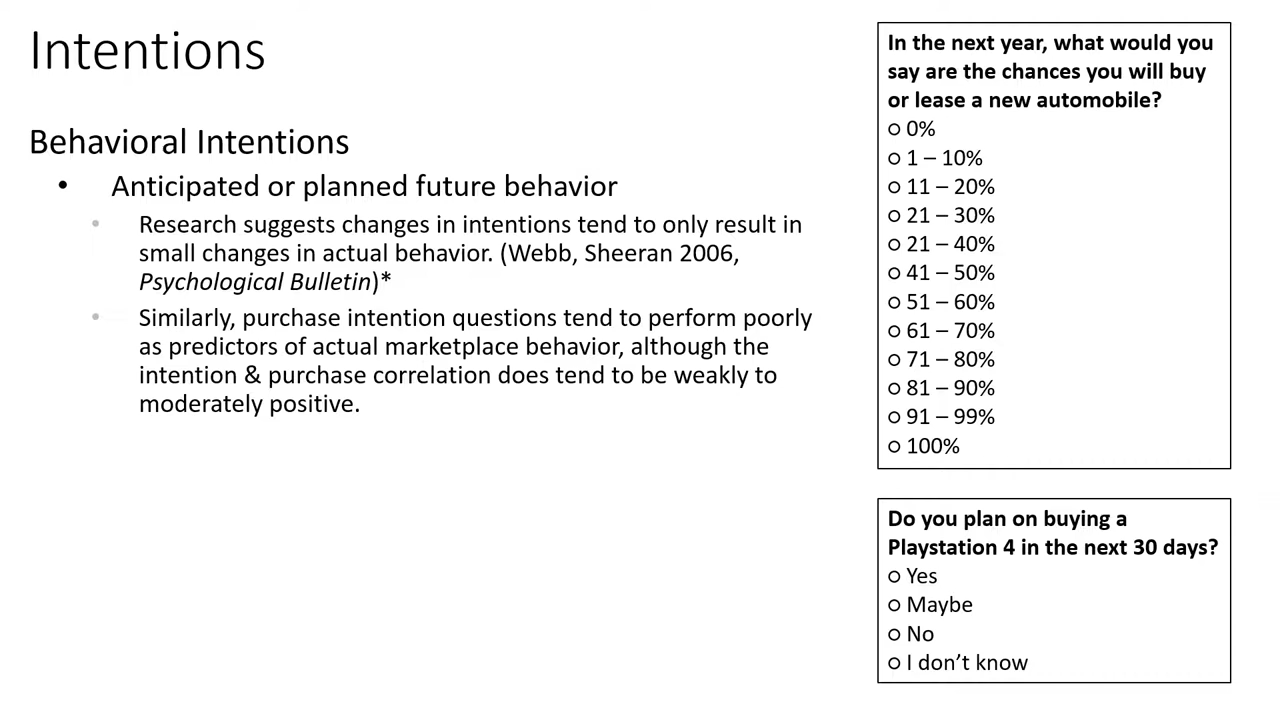 Intentions
Behavioral Intentions
• Anticipated or planned future behavior
• Research suggests changes in intentions tend to only result in
small changes in actual behavior. (Webb, Sheeran 2006,
Psychological Bulletin)*
• Similarly, purchase intention questions tend to perform poorly
as predictors of actual marketplace behavior, although the
intention & purchase correlation does tend to be weakly to
moderately positive.
In the next year, what would you
say are the chances you will buy
or lease a new automobile?
○ 0%
○ 1 – 10%
○ 11 – 20%
○ 21 – 30%
○ 21 – 40%
○ 41 – 50%
○ 51 – 60%
○ 61 – 70%
○ 71 – 80%
○ 81 – 90%
○ 91 – 99%
○ 100%
Do you plan on buying a
Playstation 4 in the next 30 days?
○ Yes
○ Maybe
○ No
○ I don’t know